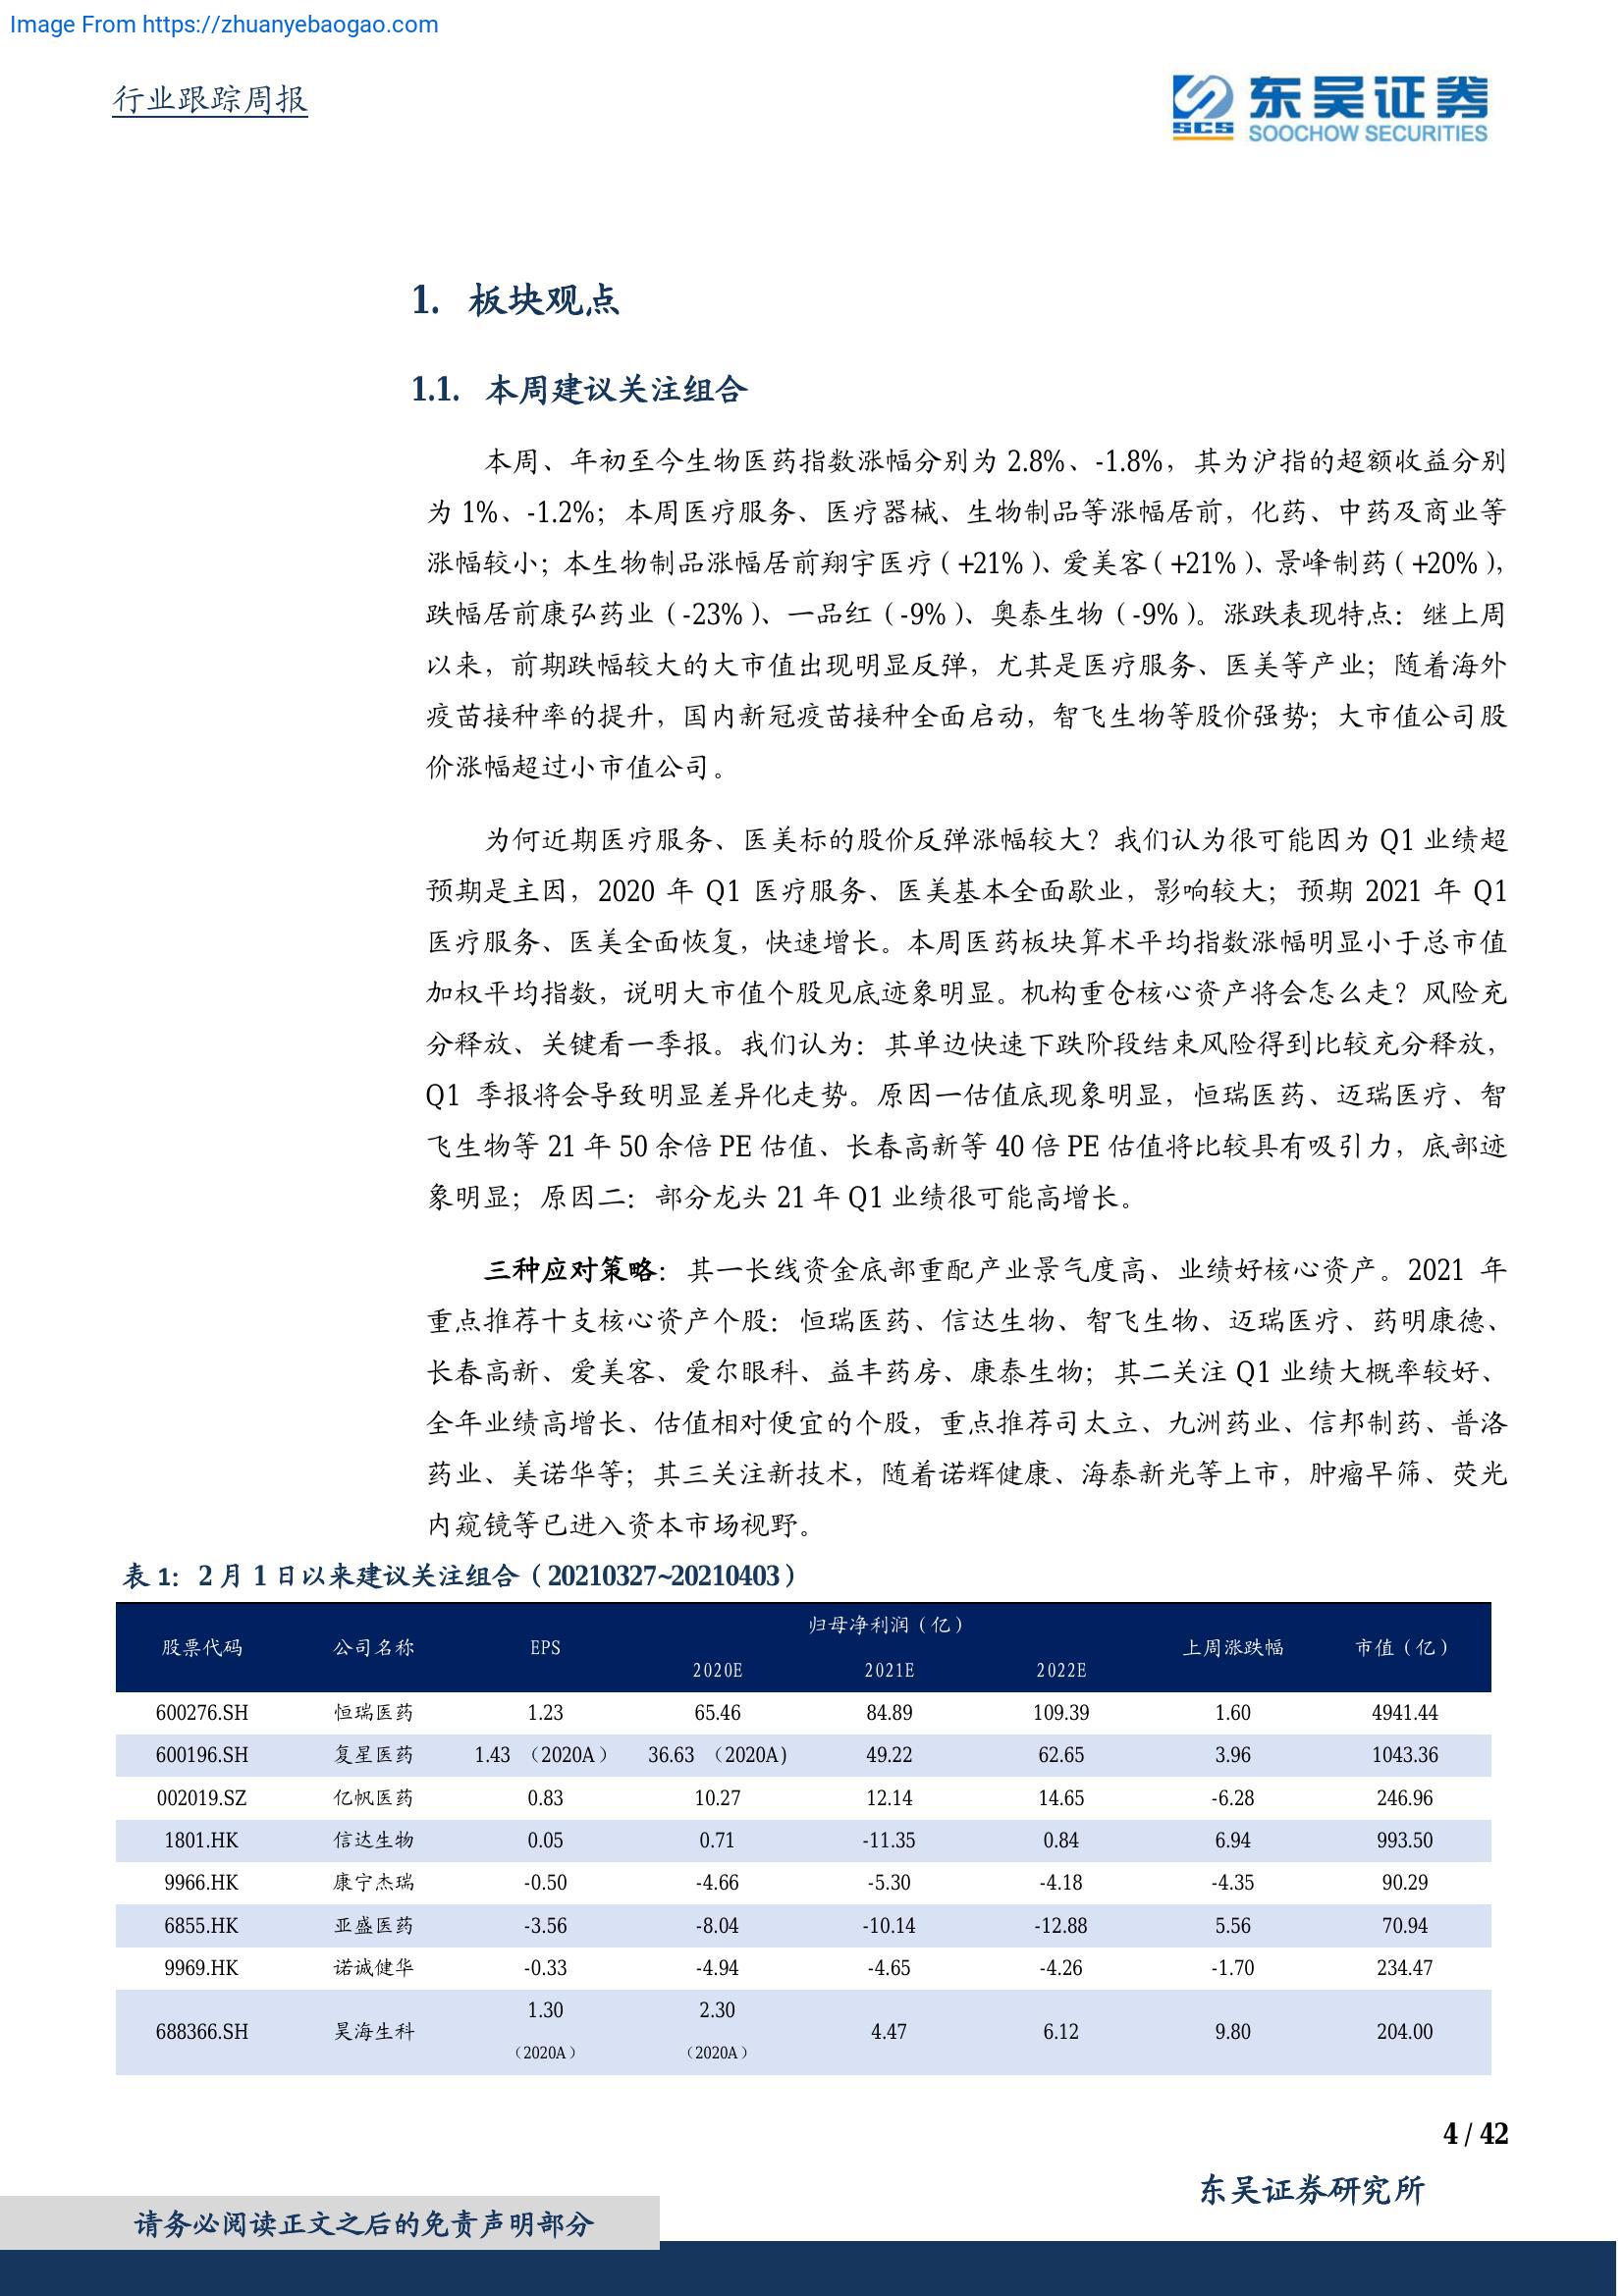 Image From https://zhuanyebaogao.com
行业跟踪周报
SCS 东吴证券
SOOCHOW SECURITIES
1. 板块观点
1.1. 本周建议关注组合
本周、年初至今生物医药指数涨幅分别为 2.8%、-1.8%，其为沪指的超额收益分别
为 1%、-1.2%；本周医疗服务、医疗器械、生物制品等涨幅居前，化药、中药及商业等
涨幅较小；本生物制品涨幅居前翔宇医疗（+21%）、爱美客（+21%）、景峰制药（+20%），
跌幅居前康弘药业（-23%）、一品红（-9%）、奥泰生物（-9%）。涨跌表现特点：继上周
以来，前期跌幅较大的大市值出现明显反弹，尤其是医疗服务、医美等产业；随着海外
疫苗接种率的提升，国内新冠疫苗接种全面启动，智飞生物等股价强势；大市值公司股
价涨幅超过小市值公司。
为何近期医疗服务、医美标的股价反弹涨幅较大？我们认为很可能因为 Q1 业绩超
预期是主因，2020 年 Q1 医疗服务、医美基本全面歇业，影响较大；预期 2021 年 Q1
医疗服务、医美全面恢复，快速增长。本周医药板块算术平均指数涨幅明显小于总市值
加权平均指数，说明大市值个股见底迹象明显。机构重仓核心资产将会怎么走？风险充
分释放、关键看一季报。我们认为：其单边快速下跌阶段结束风险得到比较充分释放，
Q1 季报将会导致明显差异化走势。原因一估值底现象明显，恒瑞医药、迈瑞医疗、智
飞生物等 21 年 50 余倍 PE 估值、长春高新等 40 倍 PE 估值将比较具有吸引力，底部迹
象明显；原因二：部分龙头 21 年 Q1 业绩很可能高增长。
三种应对策略：其一长线资金底部重配产业景气度高、业绩好核心资产。2021 年
重点推荐十支核心资产个股：恒瑞医药、信达生物、智飞生物、迈瑞医疗、药明康德、
长春高新、爱美客、爱尔眼科、益丰药房、康泰生物；其二关注 Q1 业绩大概率较好、
全年业绩高增长、估值相对便宜的个股，重点推荐司太立、九洲药业、信邦制药、普洛
药业、美诺华等；其三关注新技术，随着诺辉健康、海泰新光等上市，肿瘤早筛、荧光
内窥镜等已进入资本市场视野。
表 1：2 月 1 日以来建议关注组合（20210327~20210403）
股票代码 公司名称 EPS 归母净利润（亿） 上周涨跌幅 市值（亿）
2020E 2021E 2022E
600276.SH 恒瑞医药 1.23 65.46 84.89 109.39 1.60 4941.44
600196.SH 复星医药 1.43 （2020A） 36.63 （2020A) 49.22 62.65 3.96 1043.36
002019.SZ 亿帆医药 0.83 10.27 12.14 14.65 -6.28 246.96
1801.HK 信达生物 0.05 0.71 -11.35 0.84 6.94 993.50
9966.HK 康宁杰瑞 -0.50 -4.66 -5.30 -4.18 -4.35 90.29
6855.HK 亚盛医药 -3.56 -8.04 -10.14 -12.88 5.56 70.94
9969.HK 诺诚健华 -0.33 -4.94 -4.65 -4.26 -1.70 234.47
688366.SH 昊海生科 1.30 2.30 4.47 6.12 9.80 204.00
（2020A） （2020A）
4 / 42
东吴证券研究所
请务必阅读正文之后的免责声明部分